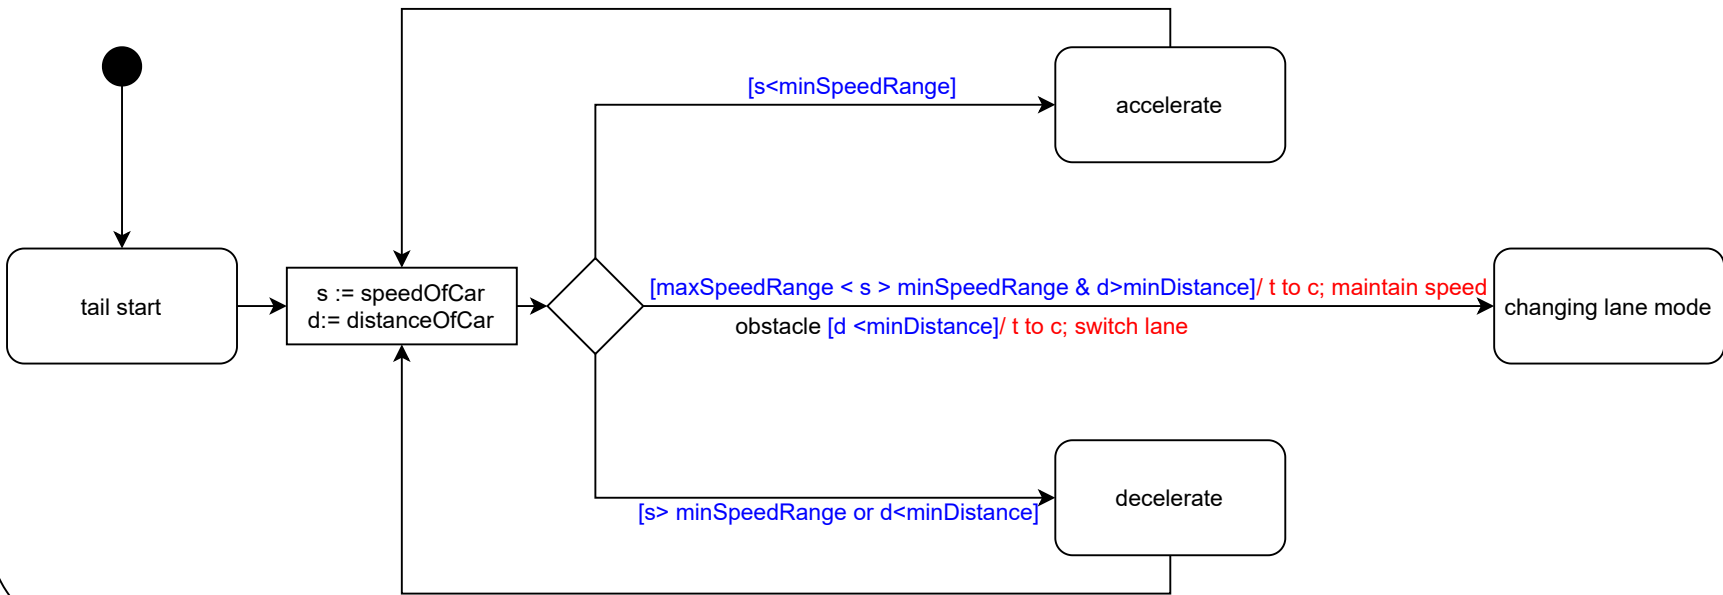 [s<minSpeedRange]
accelerate
tail start
s := speedOfCar
d:= distanceOfCar
[maxSpeedRange < s > minSpeedRange & d>minDistance]/ t to c; maintain speed
obstacle [d <minDistance]/ t to c; switch lane
changing lane mode
[s> minSpeedRange or d<minDistance]
decelerate